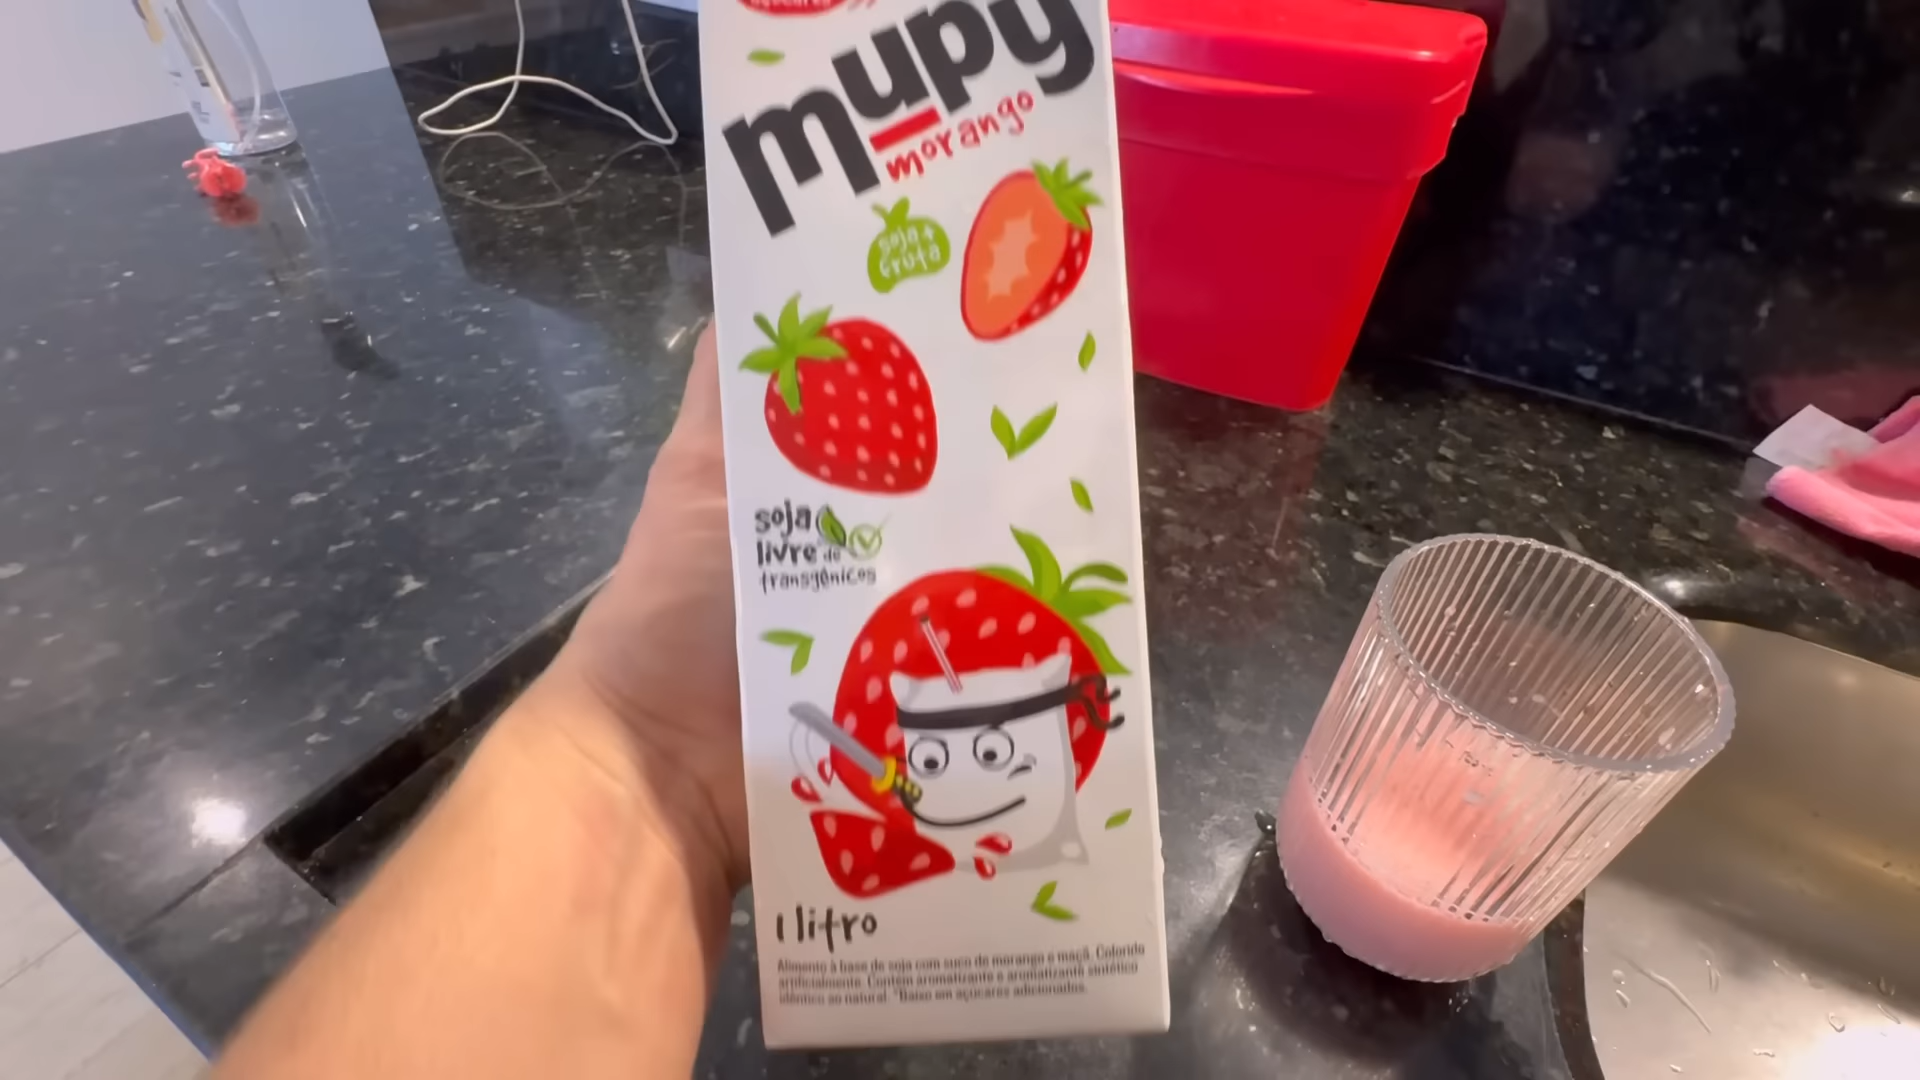 açúcares
mupy
morango
soja +
fruta
soja
livre de
transgênicos
1 litro
Alimento à base de soja com suco de morango e maçã. Colorido
artificialmente. Contém aromatizante e aromatizante sintético
idêntico ao natural. *Baixo em açúcares adicionados.